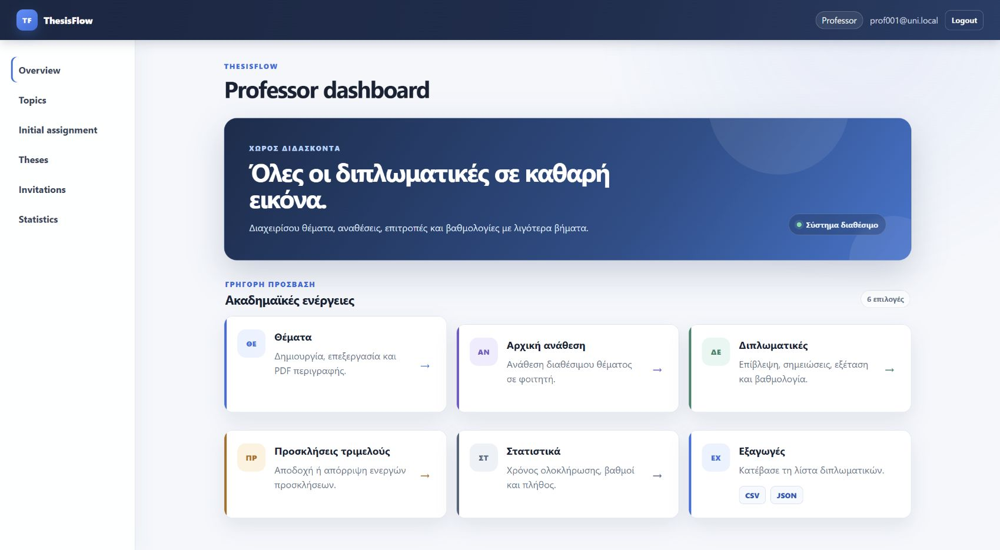 TF
ThesisFlow
Professor
prof001@uni.local
Logout
Overview
Topics
Initial assignment
Theses
Invitations
Statistics
THESISFLOW
Professor dashboard
ΧΩΡΟΣ ΔΙΔΑΣΚΟΝΤΑ
Όλες οι διπλωματικές σε καθαρή
εικόνα.
Διαχειρίσου θέματα, αναθέσεις, επιτροπές και βαθμολογίες με λιγότερα βήματα.
Σύστημα διαθέσιμο
ΓΡΗΓΟΡΗ ΠΡΟΣΒΑΣΗ
Ακαδημαϊκές ενέργειες
6 επιλογές
ΘΕ
Θέματα
Δημιουργία, επεξεργασία και
PDF περιγραφής.
→
ΑΝ
Αρχική ανάθεση
Ανάθεση διαθέσιμου θέματος
σε φοιτητή.
→
ΔΕ
Διπλωματικές
Επίβλεψη, σημειώσεις, εξέταση
και βαθμολογία.
→
ΠΡ
Προσκλήσεις τριμελούς
Αποδοχή ή απόρριψη ενεργών
προσκλήσεων.
→
ΣΤ
Στατιστικά
Χρόνος ολοκλήρωσης, βαθμοί
και πλήθος.
→
ΕΧ
Εξαγωγές
Κατέβασε τη λίστα διπλωματικών.
CSV
JSON